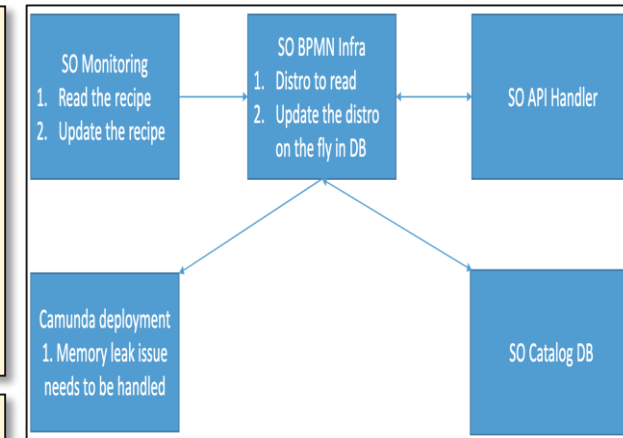 SO Monitoring
1. Read the recipe
2. Update the recipe
SO BPMN Infra
1. Distro to read
2. Update the distro
on the fly in DB
SO API Handler
Camunda deployment
1. Memory leak issue
needs to be handled
SO Catalog DB